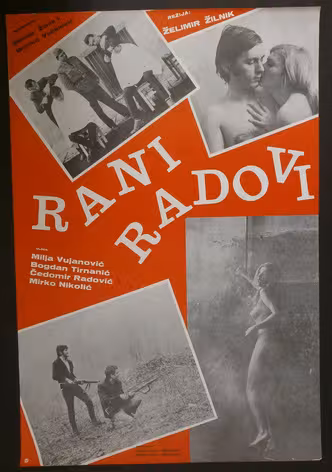 REŽIJA:
ŽELIMIR ŽILNIK
RANI
RADOVI
Milja Vujanović
Bogdan Tirnanić
Čedomir Radović
Mirko Nikolić